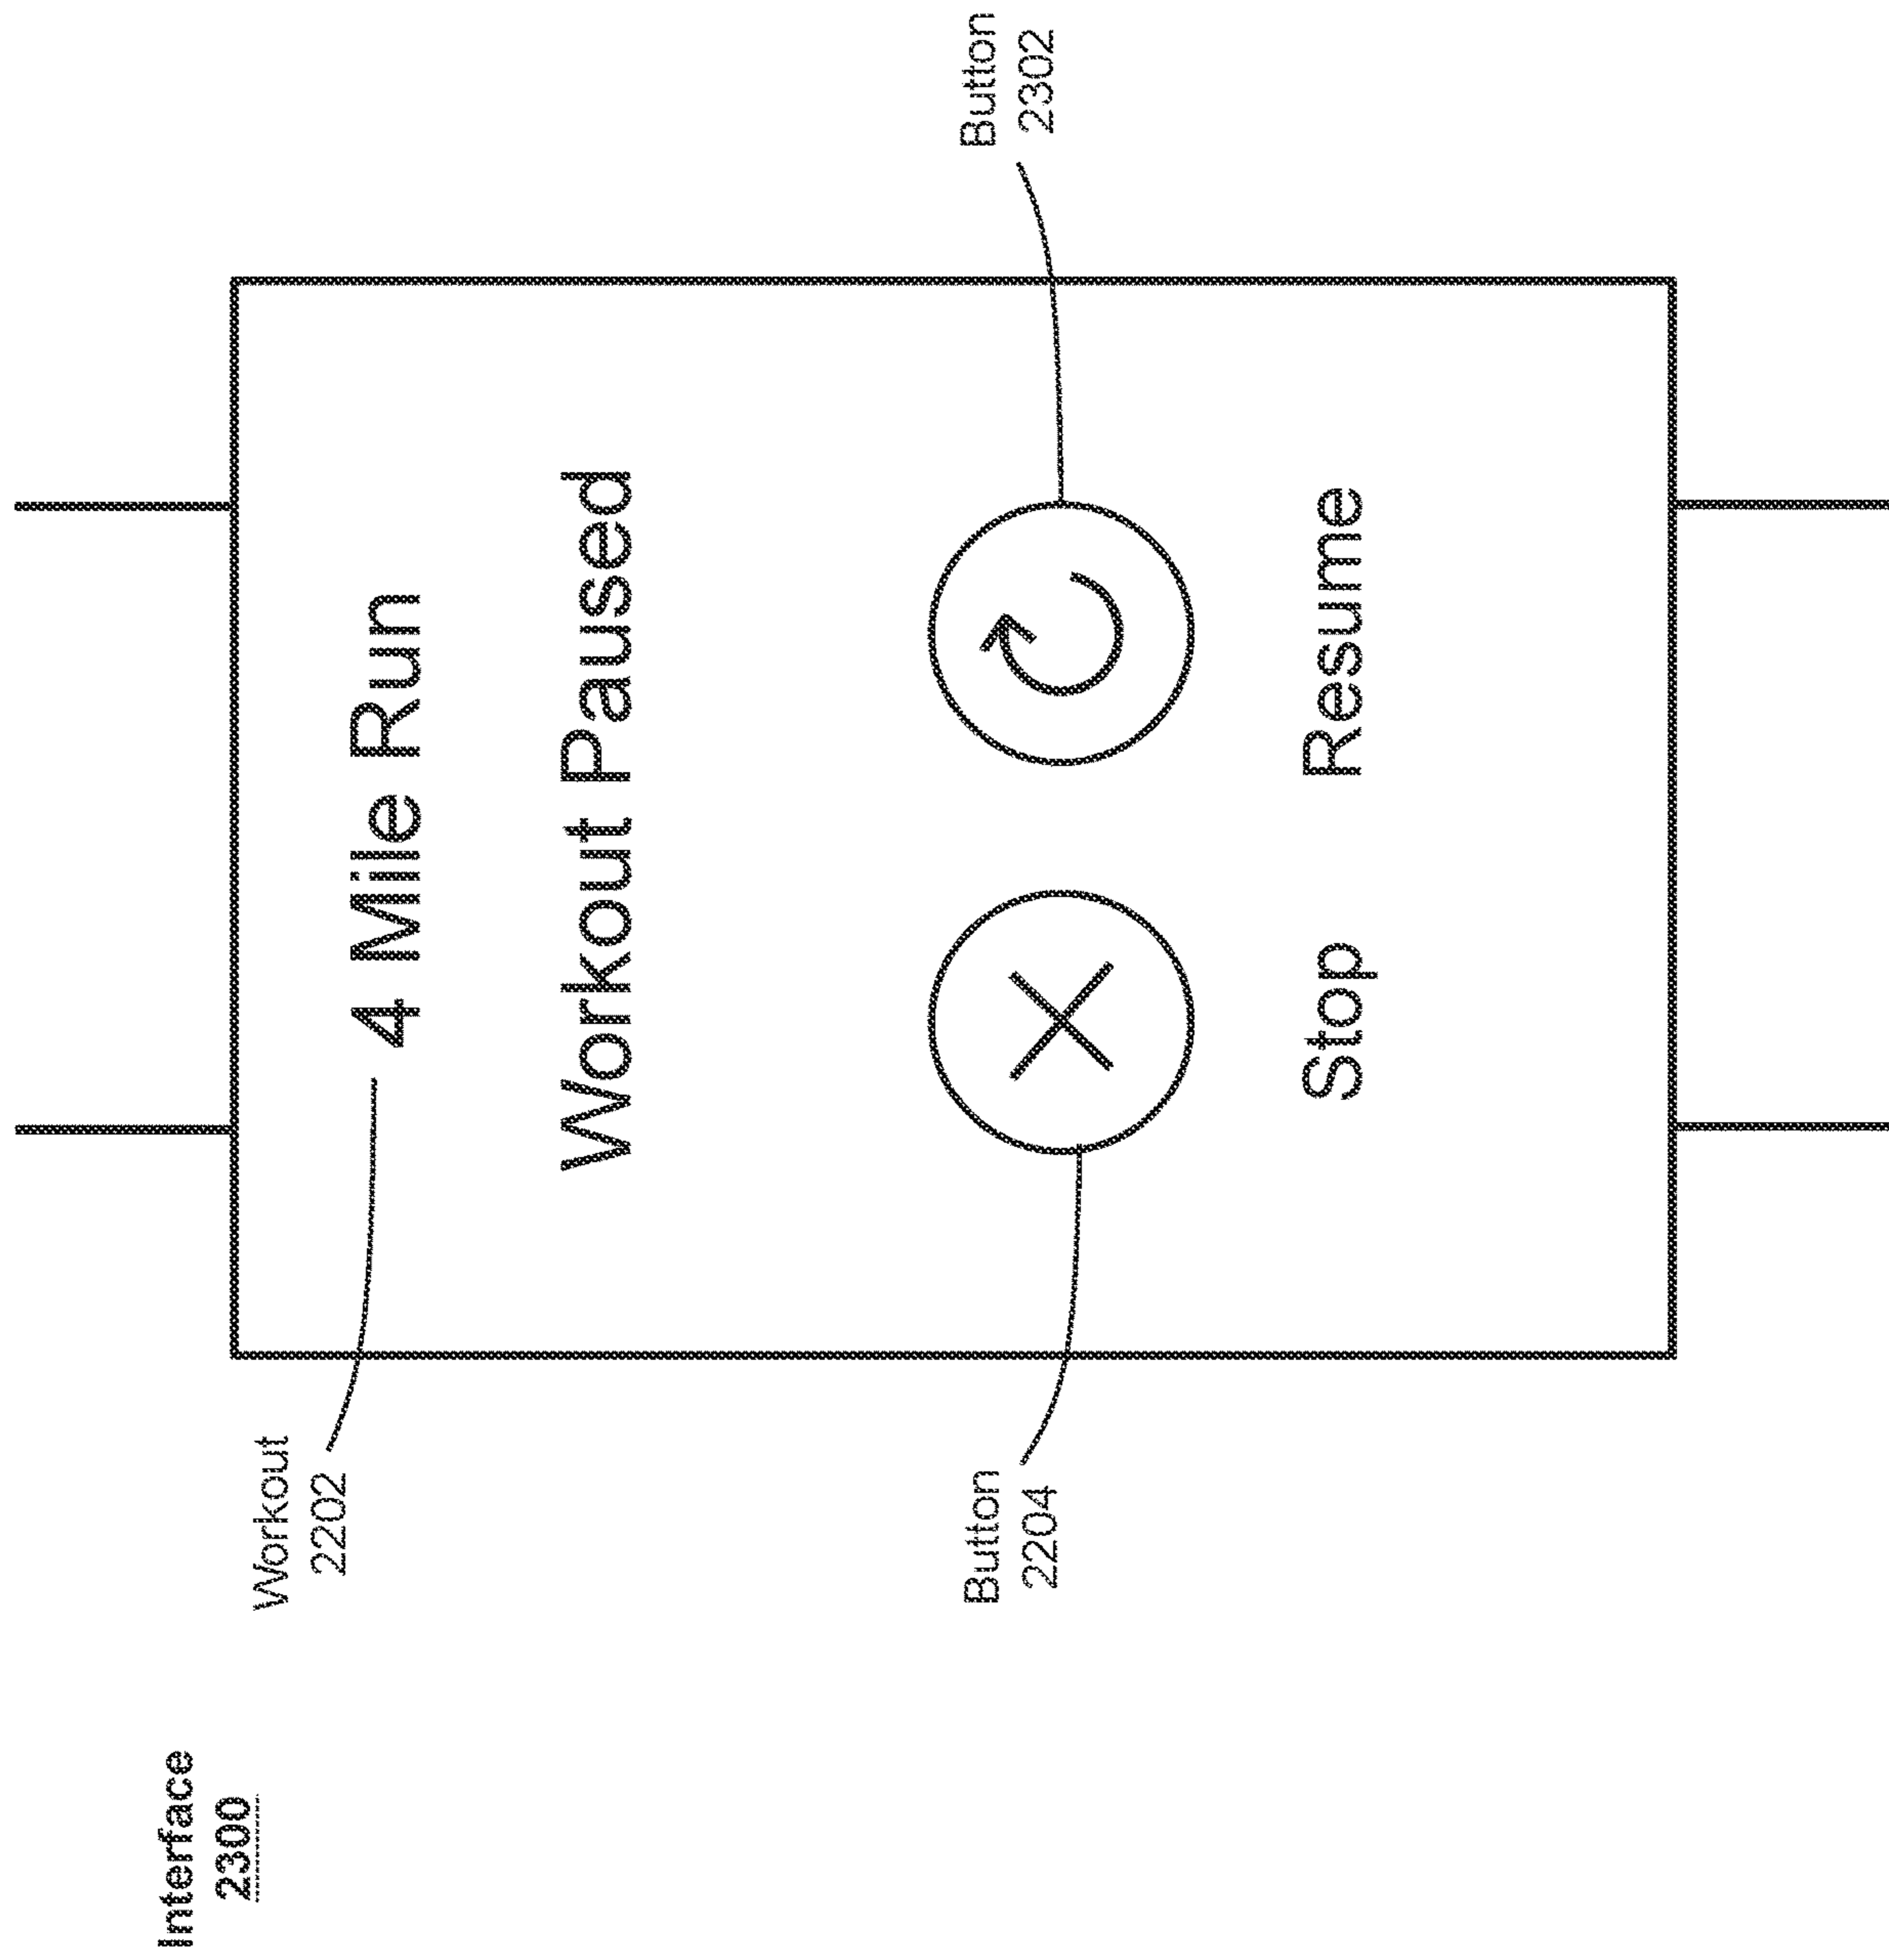 Interface
2300
Workout
2202
4 Mile Run
Workout Paused
Button
2204
Button
2302
Stop
Resume